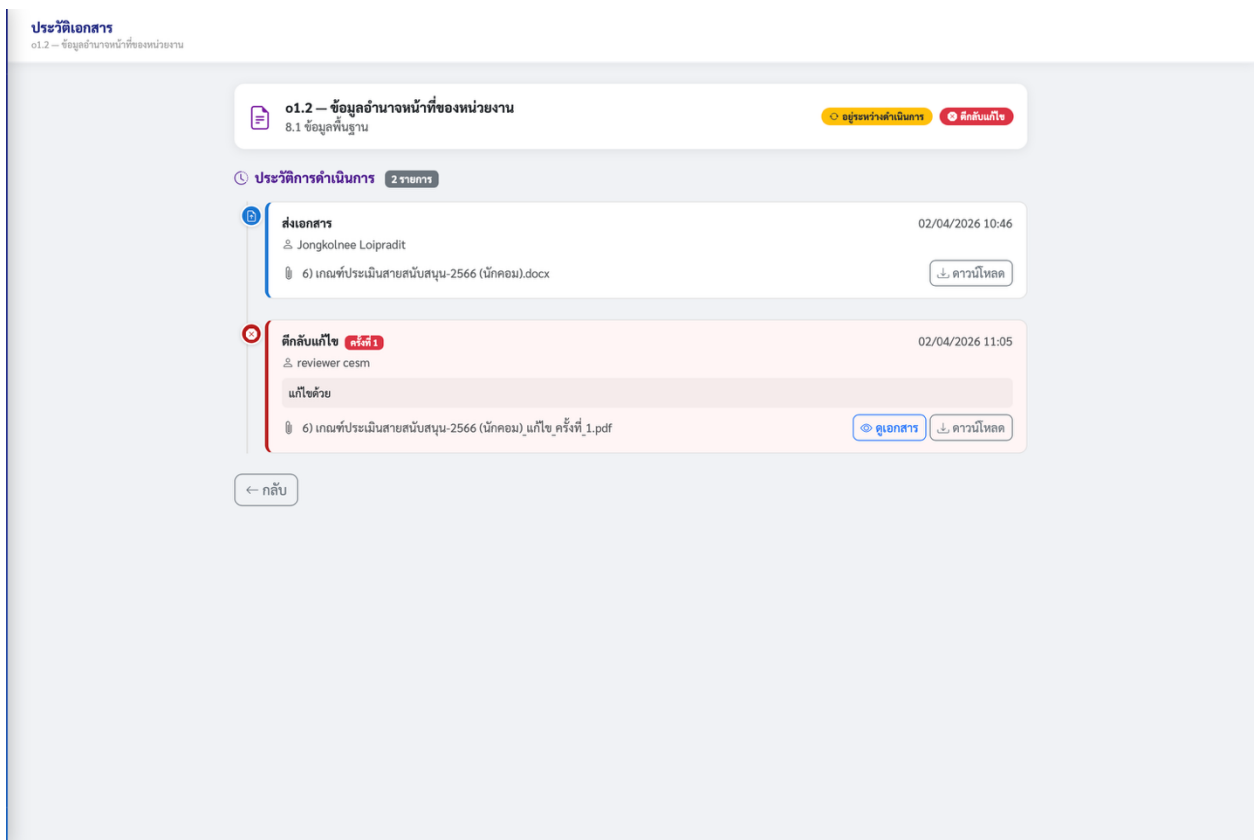 ประวัติเอกสาร
o1.2 — ข้อมูลอำนาจหน้าที่ของหน่วยงาน
o1.2 — ข้อมูลอำนาจหน้าที่ของหน่วยงาน
8.1 ข้อมูลพื้นฐาน
อยู่ระหว่างดำเนินการ ตีกลับแก้ไข
ประวัติการดำเนินการ 2 รายการ
ส่งเอกสาร 02/04/2026 10:46
Jongkolnee Loipradit
6) เกณฑ์ประเมินสายสนับสนุน-2566 (นักคอม).docx ดาวน์โหลด
ตีกลับแก้ไข ครั้งที่ 1 02/04/2026 11:05
reviewer cesm
แก้ไขด้วย
6) เกณฑ์ประเมินสายสนับสนุน-2566 (นักคอม)_แก้ไข_ครั้งที่_1.pdf ดูเอกสาร ดาวน์โหลด
← กลับ